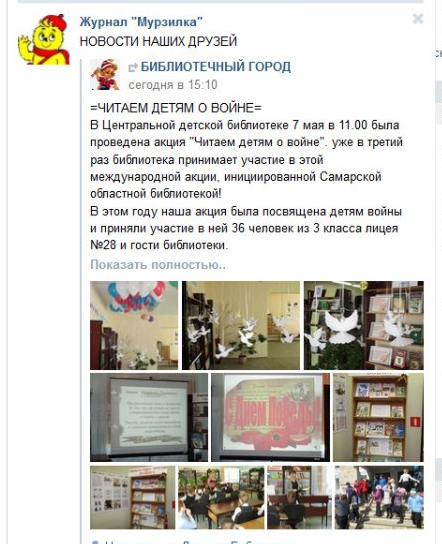 Журнал "Мурзилка"
НОВОСТИ НАШИХ ДРУЗЕЙ
БИБЛИОТЕЧНЫЙ ГОРОД
сегодня в 15:10
=ЧИТАЕМ ДЕТЯМ О ВОЙНЕ=
В Центральной детской библиотеке 7 мая в 11.00 была
проведена акция "Читаем детям о войне". уже в третий
раз библиотека принимает участие в этой
международной акции, инициированной Самарской
областной библиотекой!
В этом году наша акция была посвящена детям войны
и приняли участие в ней 36 человек из 3 класса лицея
№28 и гости библиотеки.
Показать полностью..
С Днем Победы!